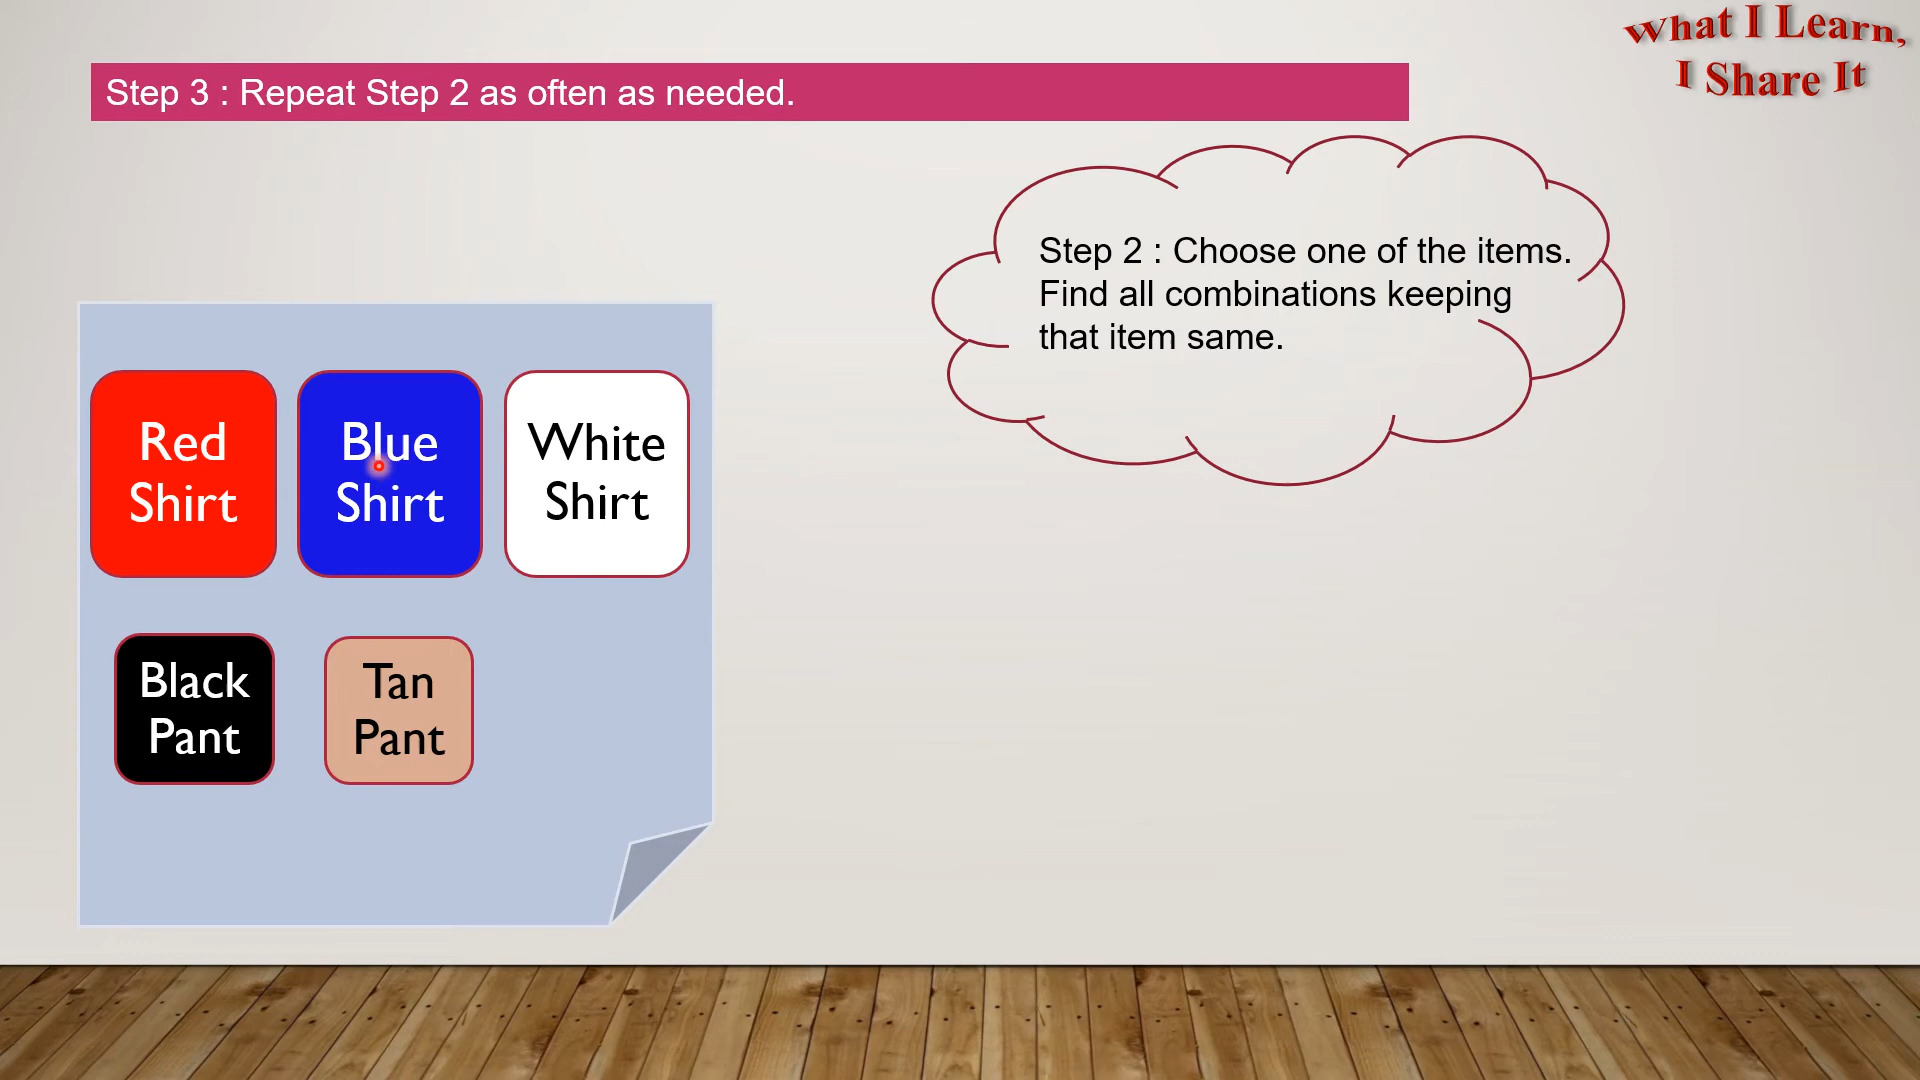 What I Learn,
I Share It
Step 3 : Repeat Step 2 as often as needed.
Step 2 : Choose one of the items.
Find all combinations keeping
that item same.
Red
Shirt
Blue
Shirt
White
Shirt
Black
Pant
Tan
Pant